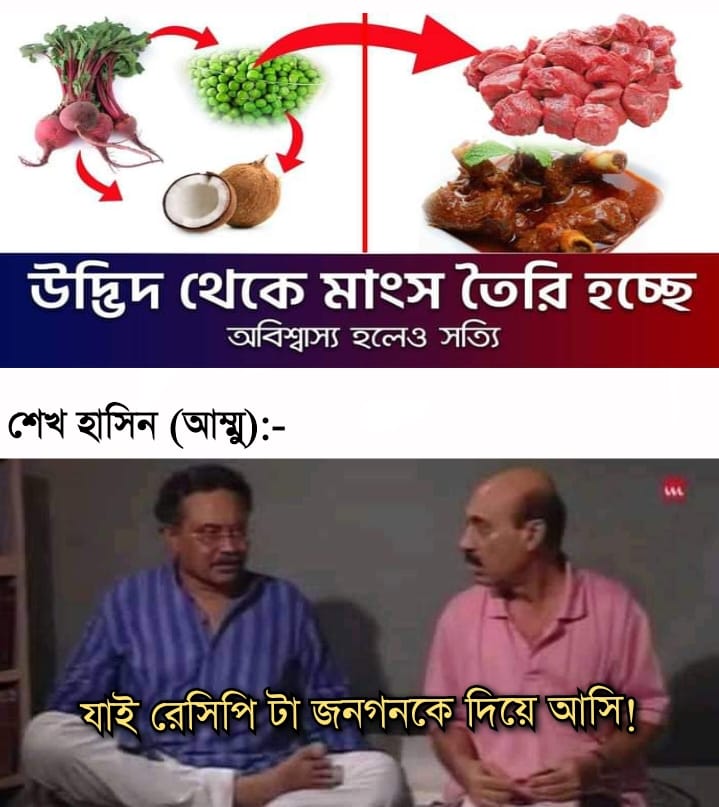 উদ্ভিদ থেকে মাংস তৈরি হচ্ছে
অবিশ্বাস্য হলেও সত্যি
শেখ হাসিন (আম্মু):-
যাই রেসিপি টা জনগনকে দিয়ে আসি!